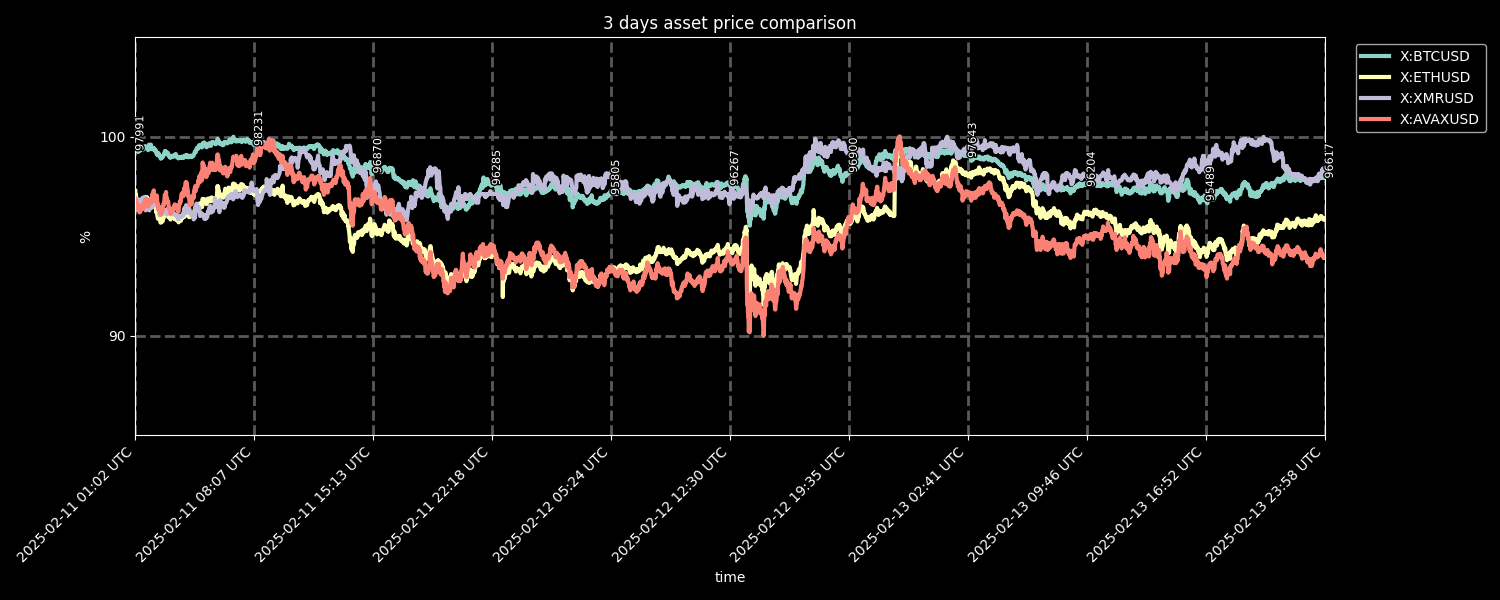 3 days asset price comparison
X:BTCUSD
X:ETHUSD
X:XMRUSD
X:AVAXUSD
100
90
%
97991
98231
96870
96285
95805
96267
96900
97643
96204
95489
96617
2025-02-11 01:02 UTC
2025-02-11 08:07 UTC
2025-02-11 15:13 UTC
2025-02-11 22:18 UTC
2025-02-12 05:24 UTC
2025-02-12 12:30 UTC
2025-02-12 19:35 UTC
2025-02-13 02:41 UTC
2025-02-13 09:46 UTC
2025-02-13 16:52 UTC
2025-02-13 23:58 UTC
time